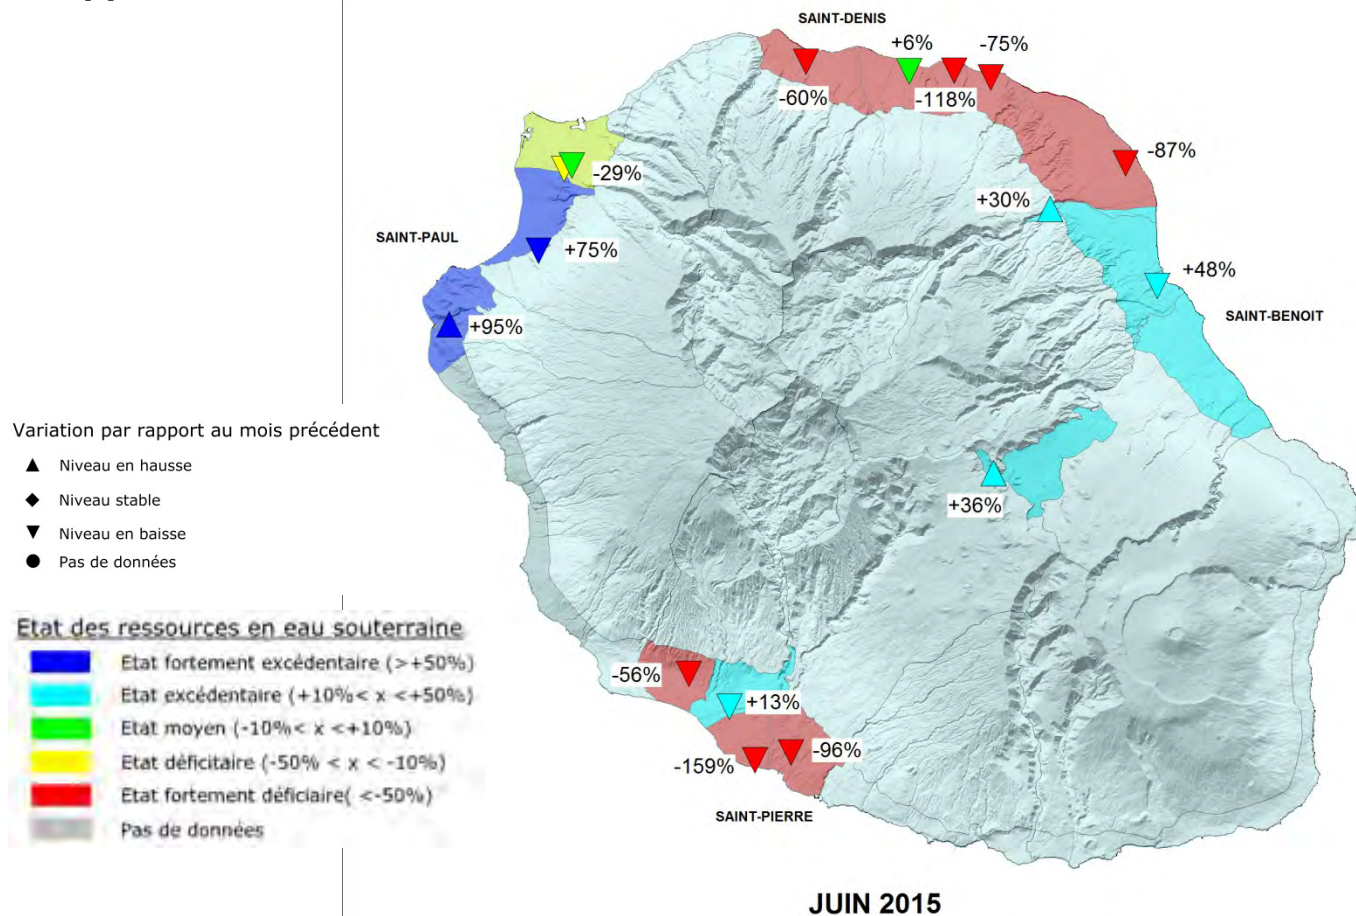 SAINT-DENIS
+6%
-75%
-60%
-118%
-87%
-29%
+30%
SAINT-PAUL
+75%
+48%
SAINT-BENOIT
+95%
Variation par rapport au mois précédent
Niveau en hausse
Niveau stable
Niveau en baisse
Pas de données
+36%
Etat des ressources en eau souterraine
Etat fortement excédentaire (>+50%)
Etat excédentaire (+10%< x <+50%)
Etat moyen (-10%< x <+10%)
Etat déficitaire (-50% < x < -10%)
Etat fortement déficiaire( <-50%)
Pas de données
-56%
+13%
-159%
-96%
SAINT-PIERRE
JUIN 2015